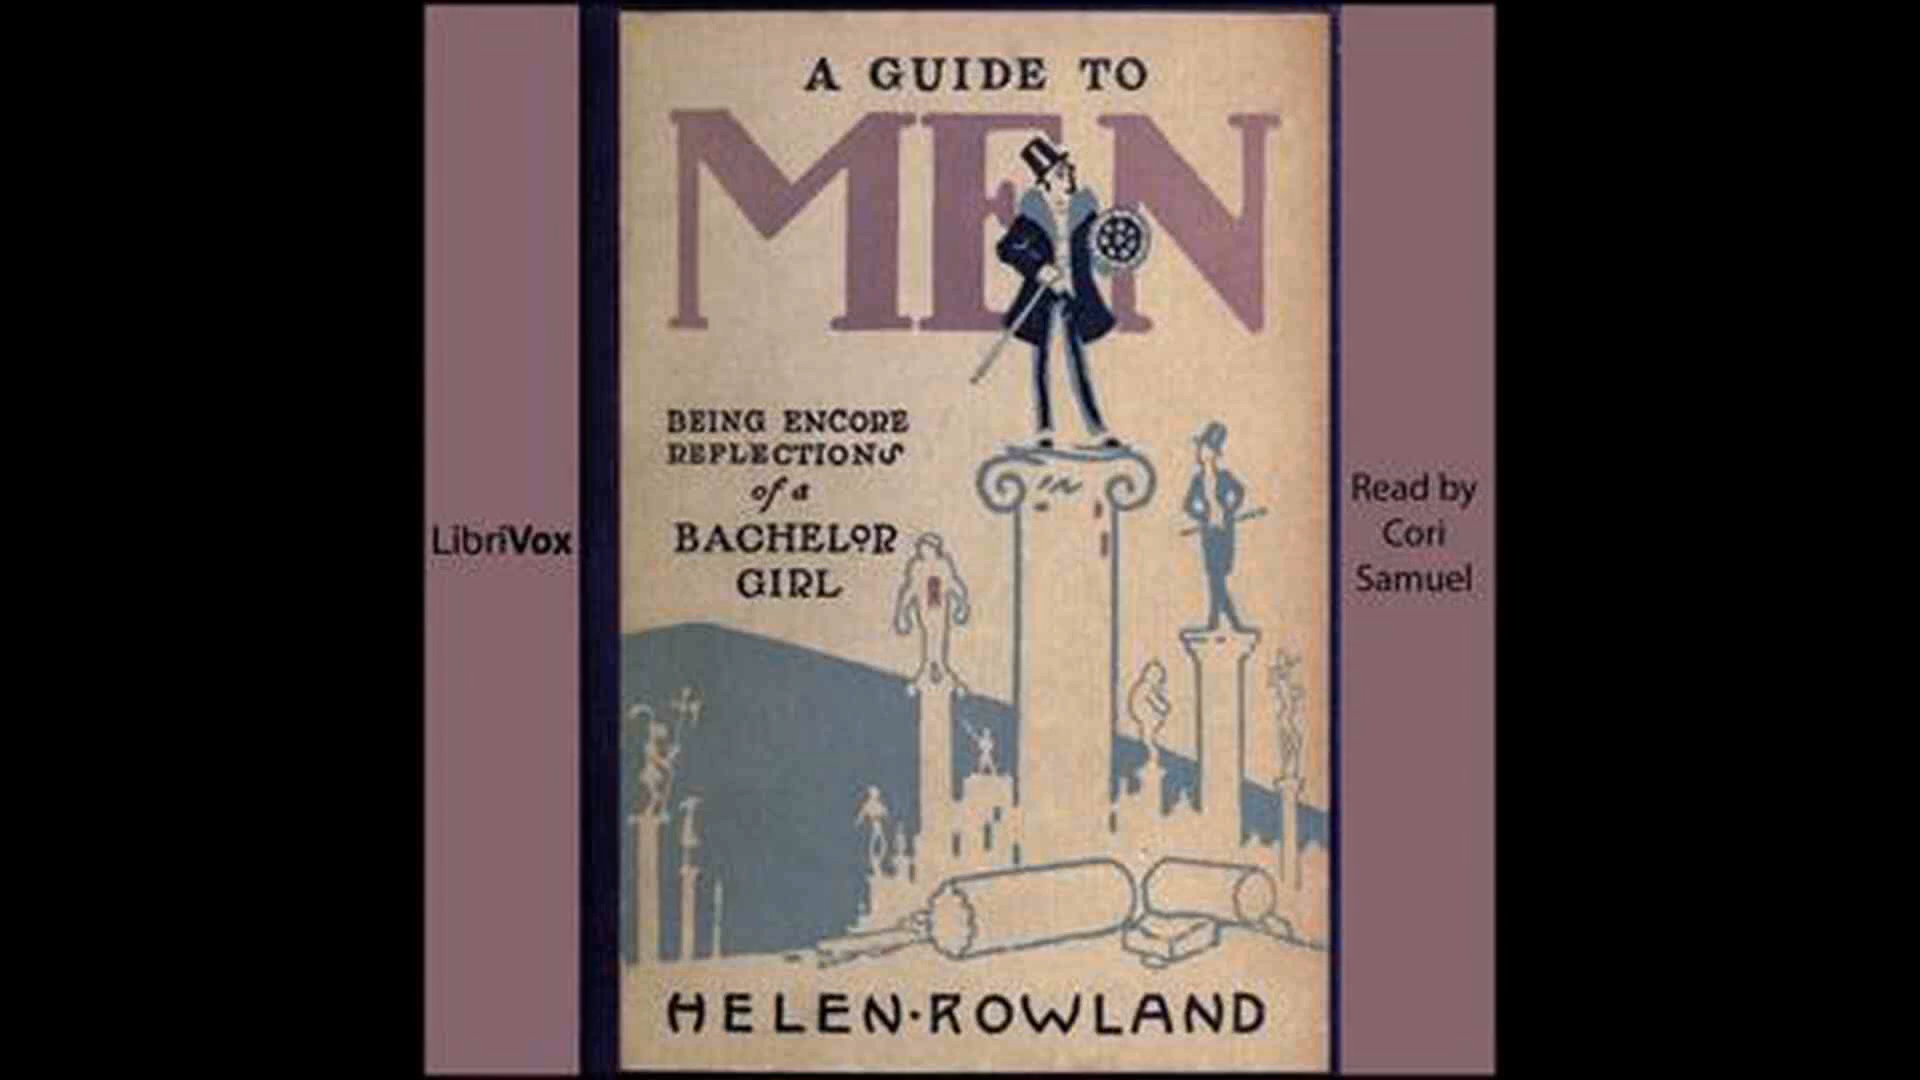 A GUIDE TO
MEN
BEING ENCORE
REFLECTIONS
of a
BACHELOR
GIRL
HELEN·ROWLAND
LibriVox
Read by
Cori
Samuel